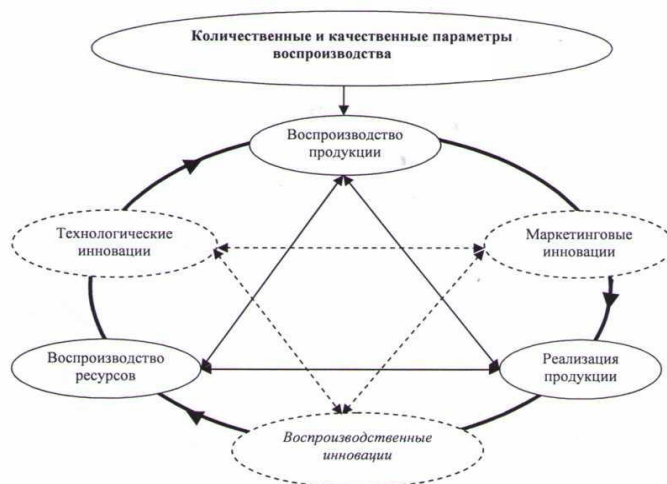 Количественные и качественные параметры
воспроизводства
Воспроизводство
продукции
Технологические
инновации
Маркетинговые
инновации
Воспроизводство
ресурсов
Реализация
продукции
Воспроизводственные
инновации